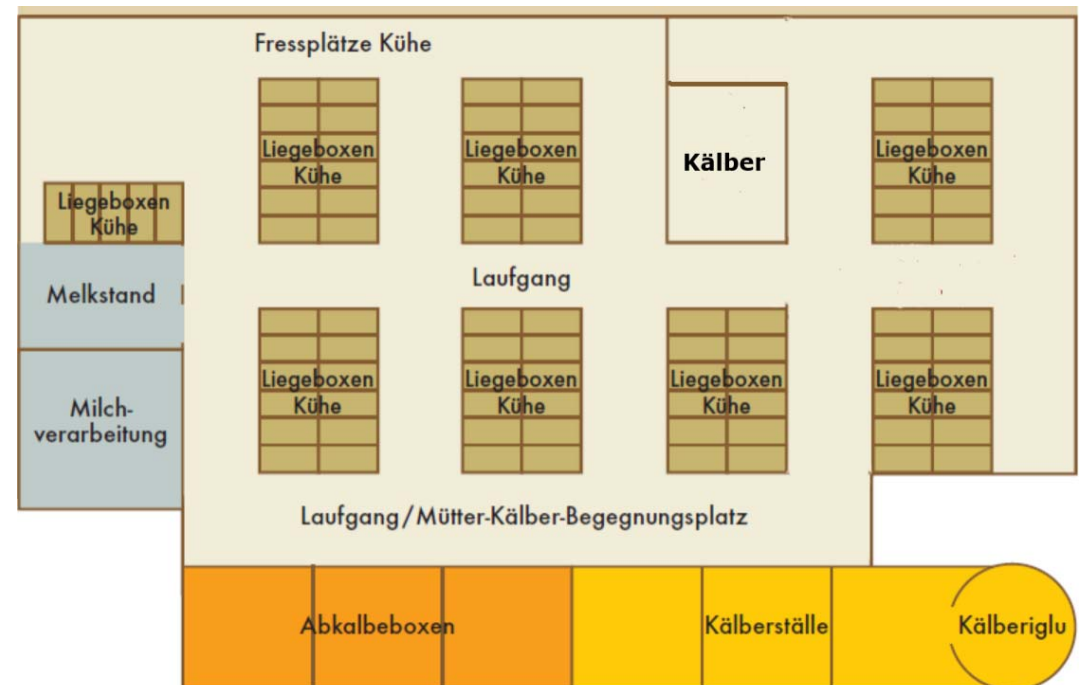 Fressplätze Kühe
Liegeboxen
Kühe
Liegeboxen
Kühe
Kälber
Liegeboxen
Kühe
Liegeboxen
Kühe
Melkstand
Laufgang
Liegeboxen
Kühe
Liegeboxen
Kühe
Liegeboxen
Kühe
Liegeboxen
Kühe
Milch-
verarbeitung
Laufgang/Mütter-Kälber-Begegnungsplatz
Abkalbeboxen
Kälberställe
Kälberiglu